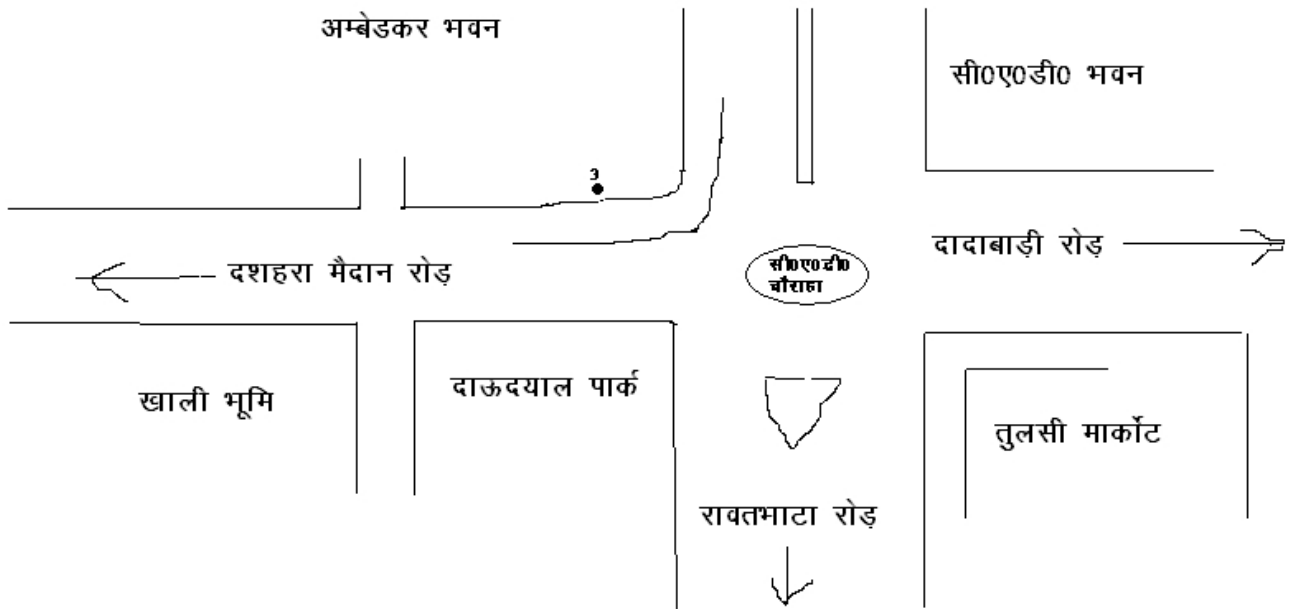 अम्बेडकर भवन
सी0ए0डी0 भवन
3
दादाबाड़ी रोड़
दशहरा मैदान रोड़
सी0ए0डी0
चौराहा
खाली भूमि
दाऊदयाल पार्क
तुलसी मार्केाट
रावतभाटा रोड़